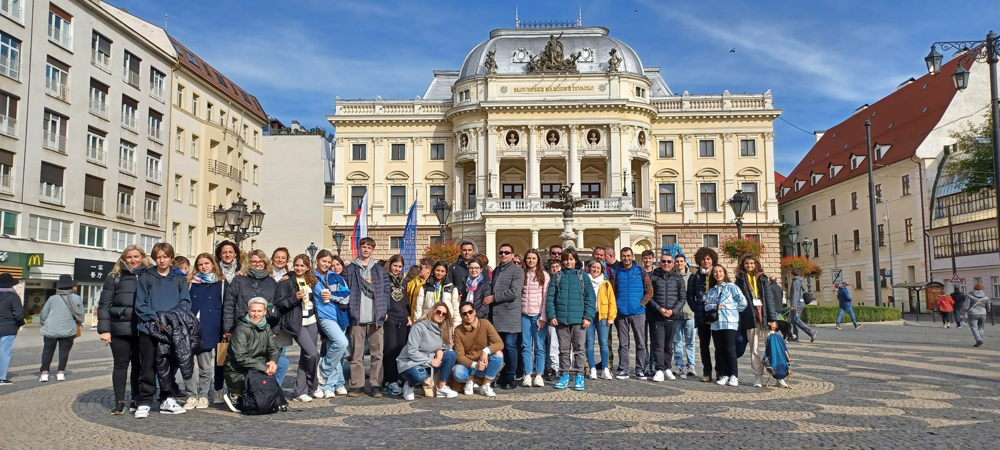 SLOVENSKÉ NÁRODNÉ DIVADLO
一家
餐厅